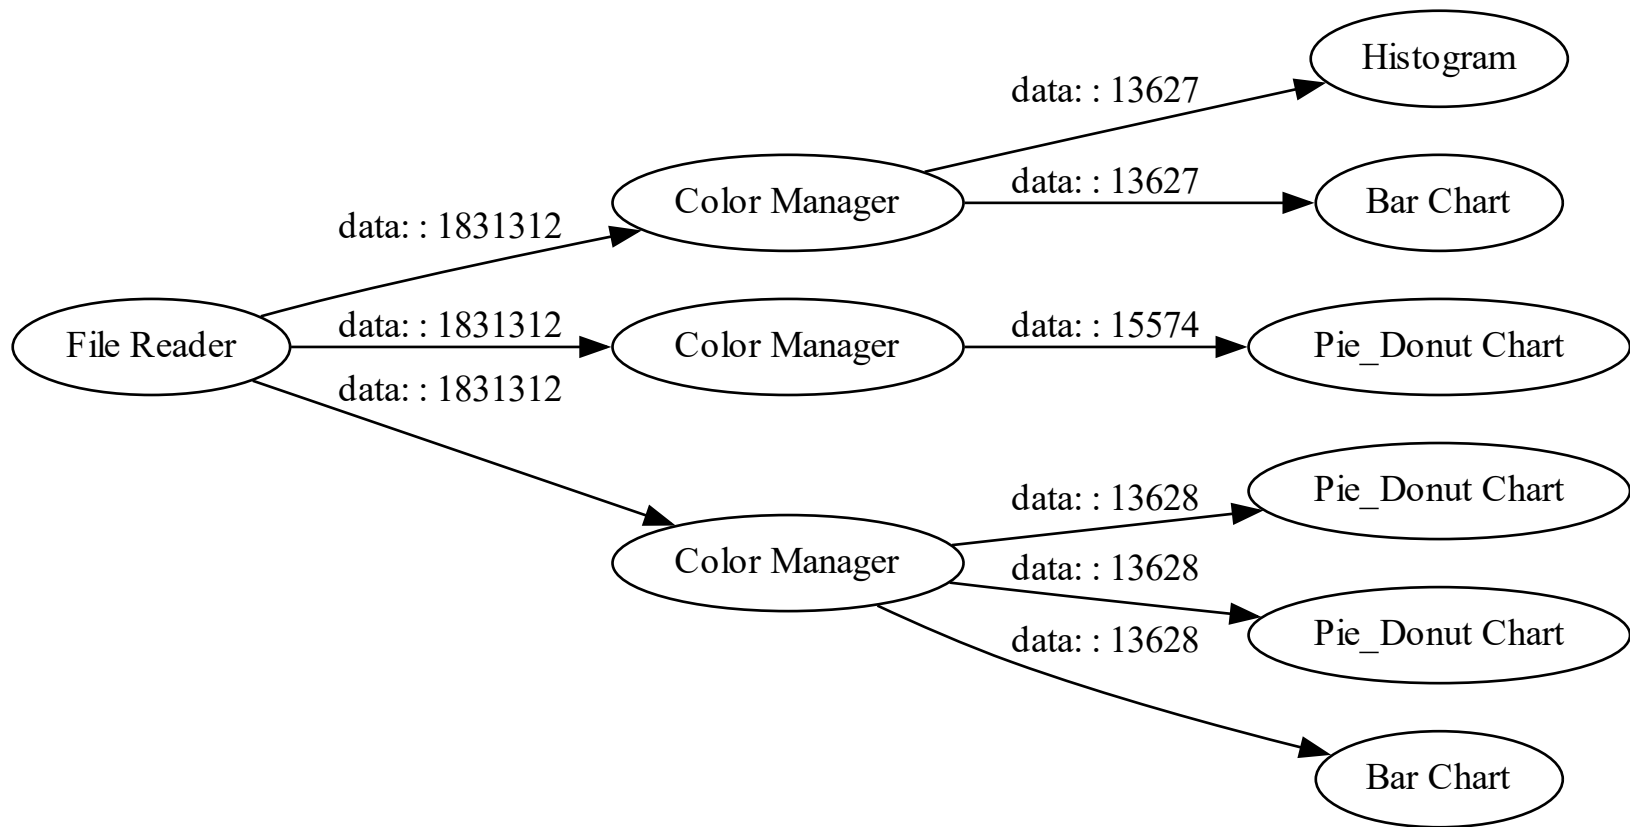 Histogram
data: : 13627
Color Manager
data: : 13627
Bar Chart
data: : 1831312
File Reader
data: : 1831312
Color Manager
data: : 15574
Pie_Donut Chart
data: : 1831312
data: : 13628
Pie_Donut Chart
Color Manager
data: : 13628
Pie_Donut Chart
data: : 13628
Bar Chart